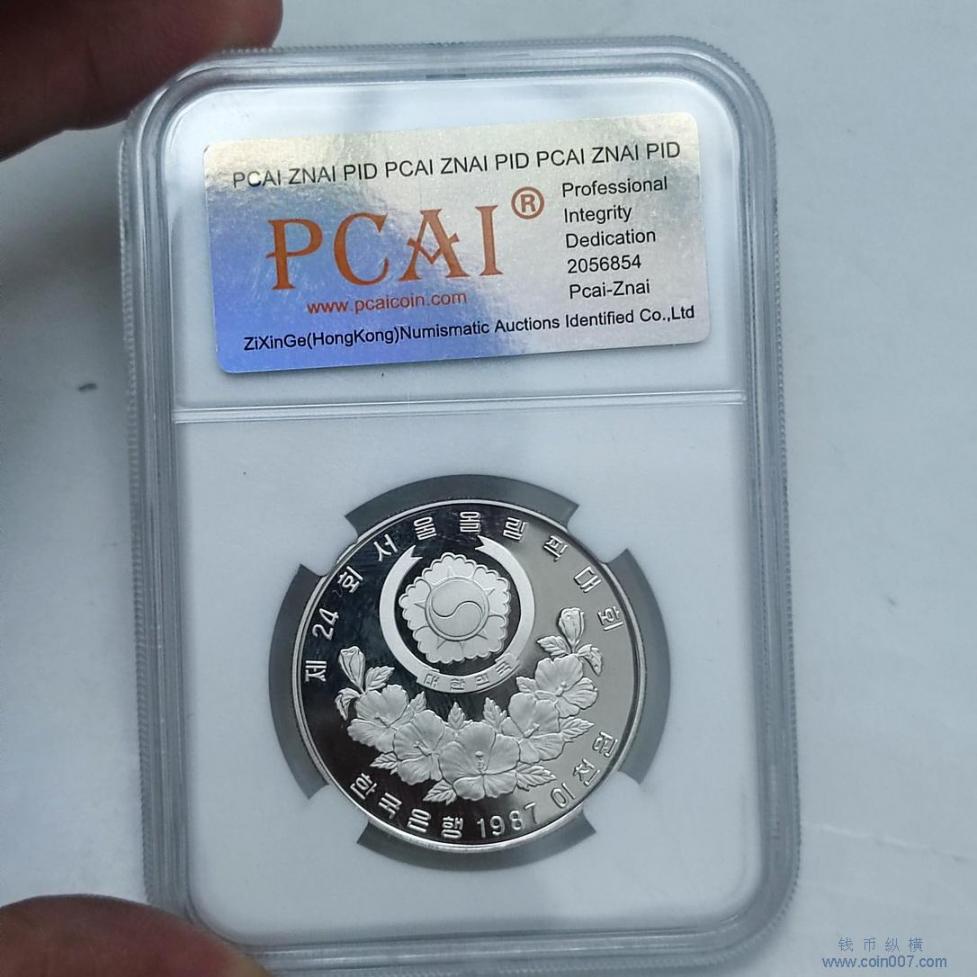 PCAI ZNAI PID PCAI ZNAI PID PCAI ZNAI PID
PCAI®
www.pcaicoin.com
Professional
Integrity
Dedication
2056854
Pcai-Znai
ZiXinGe(HongKong)Numismatic Auctions Identified Co.,Ltd
제 24 회 서울올림픽대회
대한민국
한국은행 1987 이천원
钱币纵横
www.coin007.com